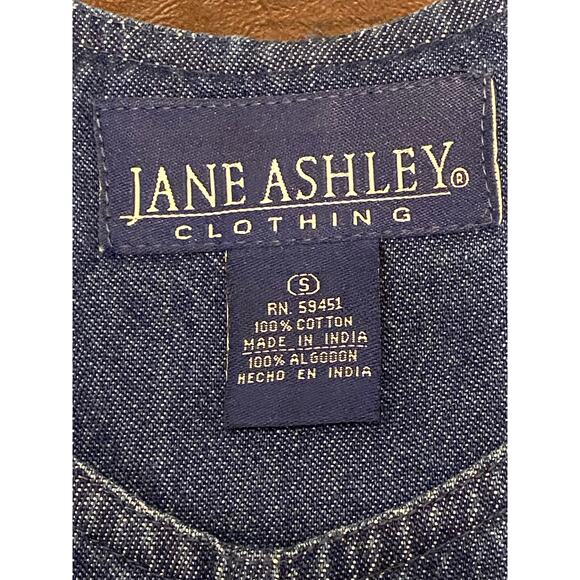 JANE ASHLEY®
CLOTHING
S
RN. 59451
100% COTTON
MADE IN INDIA
100% ALGODON
HECHO EN INDIA